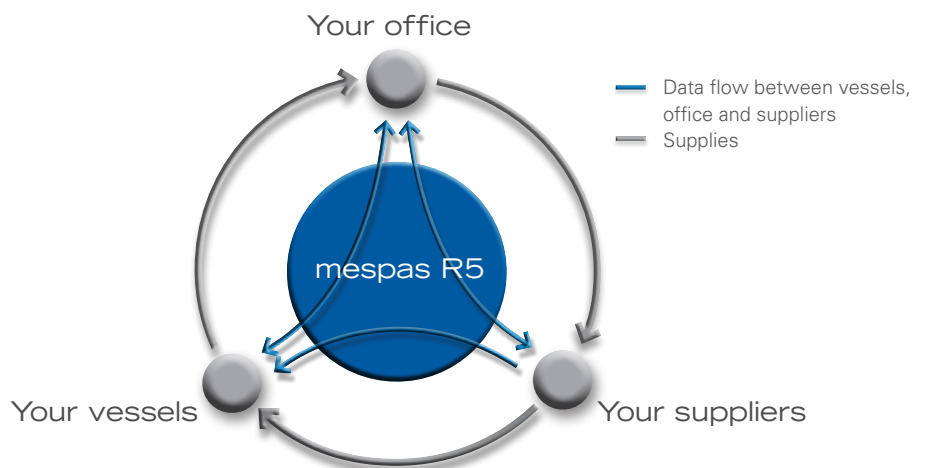 Your office
Data flow between vessels,
office and suppliers
Supplies
mespas R5
Your vessels
Your suppliers